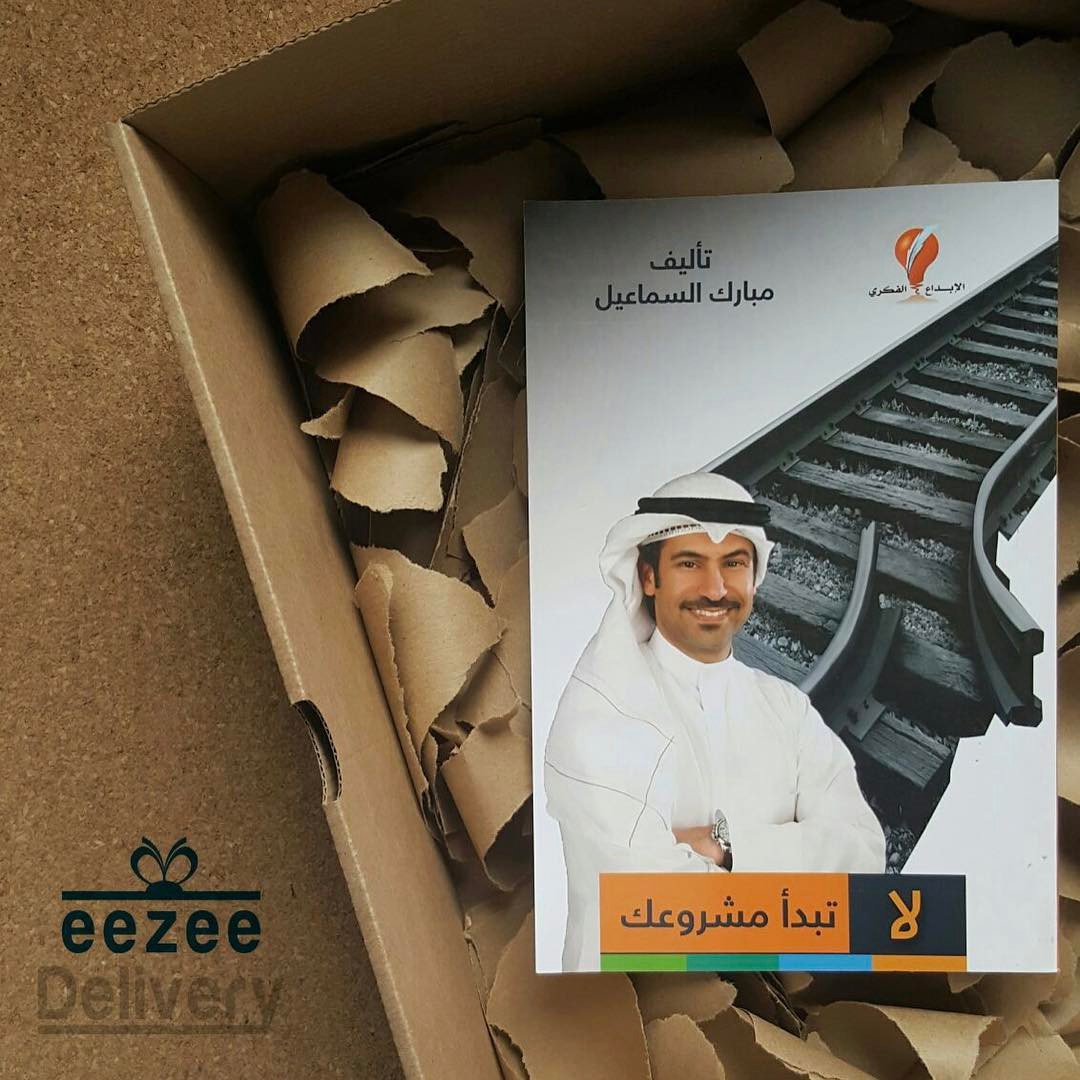 تأليف
مبارك السماعيل
الإبداع الفكري
لا تبدأ مشروعك
eezee
Delivery